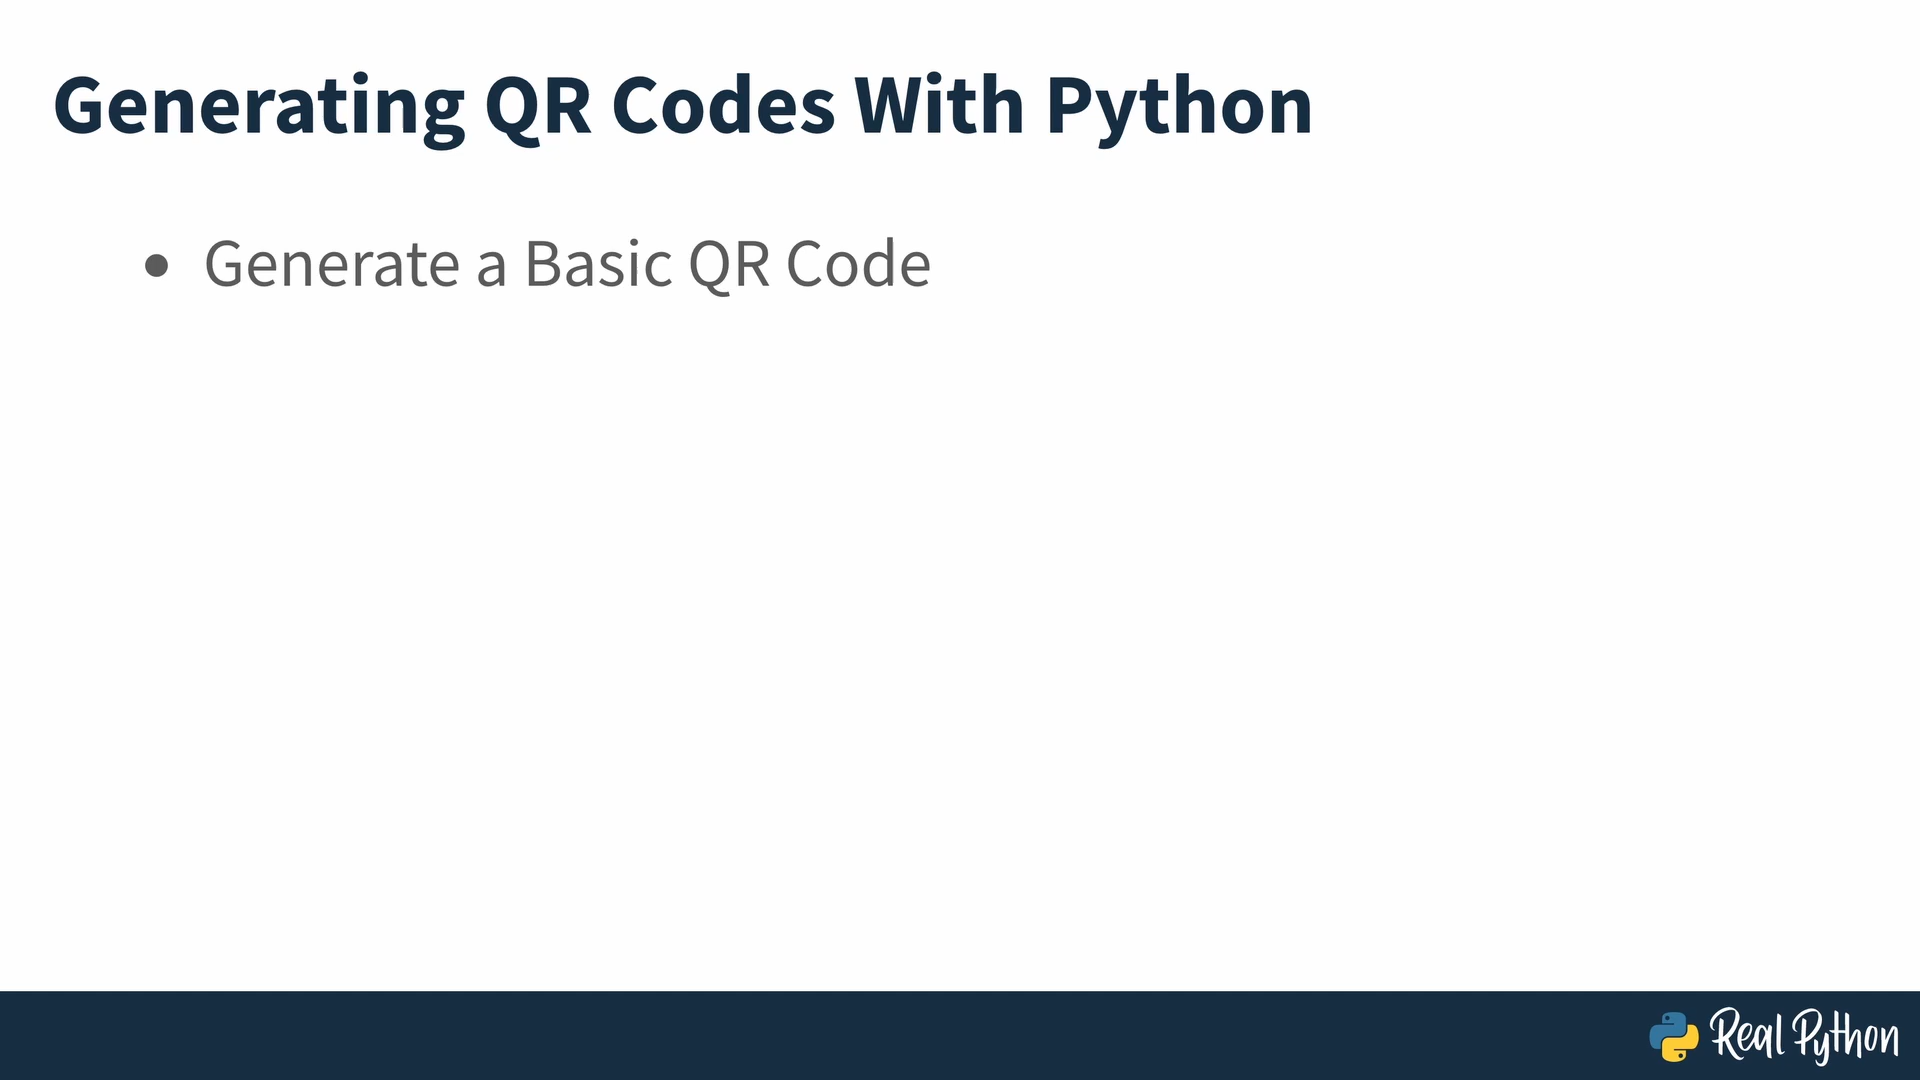 Generating QR Codes With Python
• Generate a Basic QR Code
Real Python